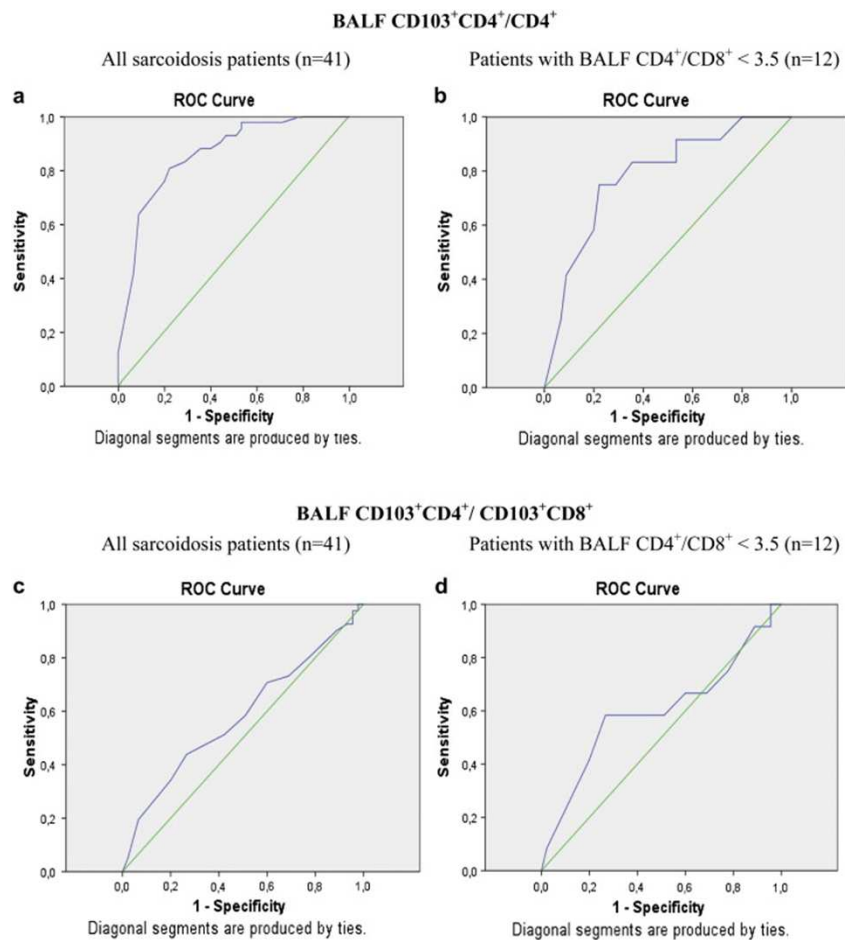 BALF CD103⁺CD4⁺/CD4⁺
All sarcoidosis patients (n=41)
Patients with BALF CD4⁺/CD8⁺ < 3.5 (n=12)
a
ROC Curve
Sensitivity
1,0
0,8
0,6
0,4
0,2
0,0
0,0 0,2 0,4 0,6 0,8 1,0
1 - Specificity
Diagonal segments are produced by ties.
b
ROC Curve
Sensitivity
1,0
0,8
0,6
0,4
0,2
0,0
0,0 0,2 0,4 0,6 0,8 1,0
1 - Specificity
Diagonal segments are produced by ties.
BALF CD103⁺CD4⁺/ CD103⁺CD8⁺
All sarcoidosis patients (n=41)
Patients with BALF CD4⁺/CD8⁺ < 3.5 (n=12)
c
ROC Curve
Sensitivity
1,0
0,8
0,6
0,4
0,2
0,0
0,0 0,2 0,4 0,6 0,8 1,0
1 - Specificity
Diagonal segments are produced by ties.
d
ROC Curve
Sensitivity
1,0
0,8
0,6
0,4
0,2
0,0
0,0 0,2 0,4 0,6 0,8 1,0
1 - Specificity
Diagonal segments are produced by ties.